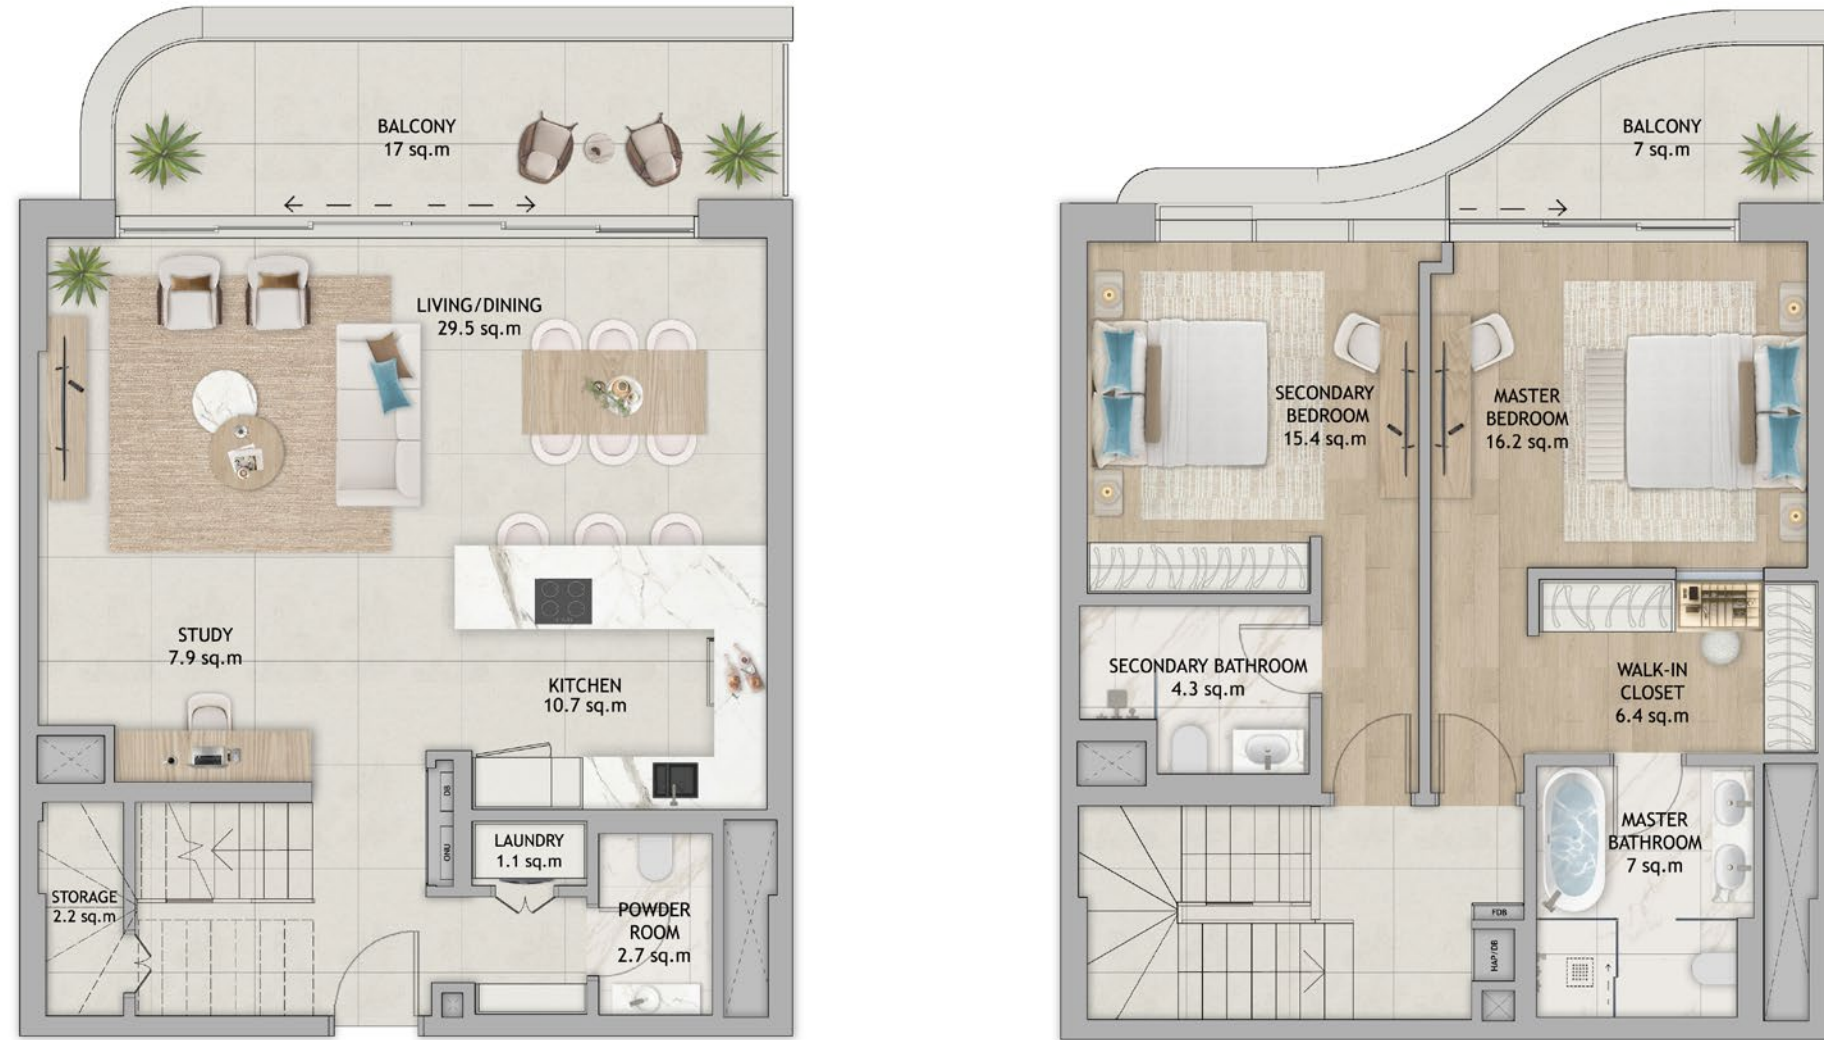 BALCONY
17 sq.m
LIVING/DINING
29.5 sq.m
STUDY
7.9 sq.m
KITCHEN
10.7 sq.m
DB
ONU
LAUNDRY
1.1 sq.m
STORAGE
2.2 sq.m
POWDER
ROOM
2.7 sq.m
BALCONY
7 sq.m
SECONDARY
BEDROOM
15.4 sq.m
MASTER
BEDROOM
16.2 sq.m
SECONDARY BATHROOM
4.3 sq.m
WALK-IN
CLOSET
6.4 sq.m
MASTER
BATHROOM
7 sq.m
FDB
HAP/DB